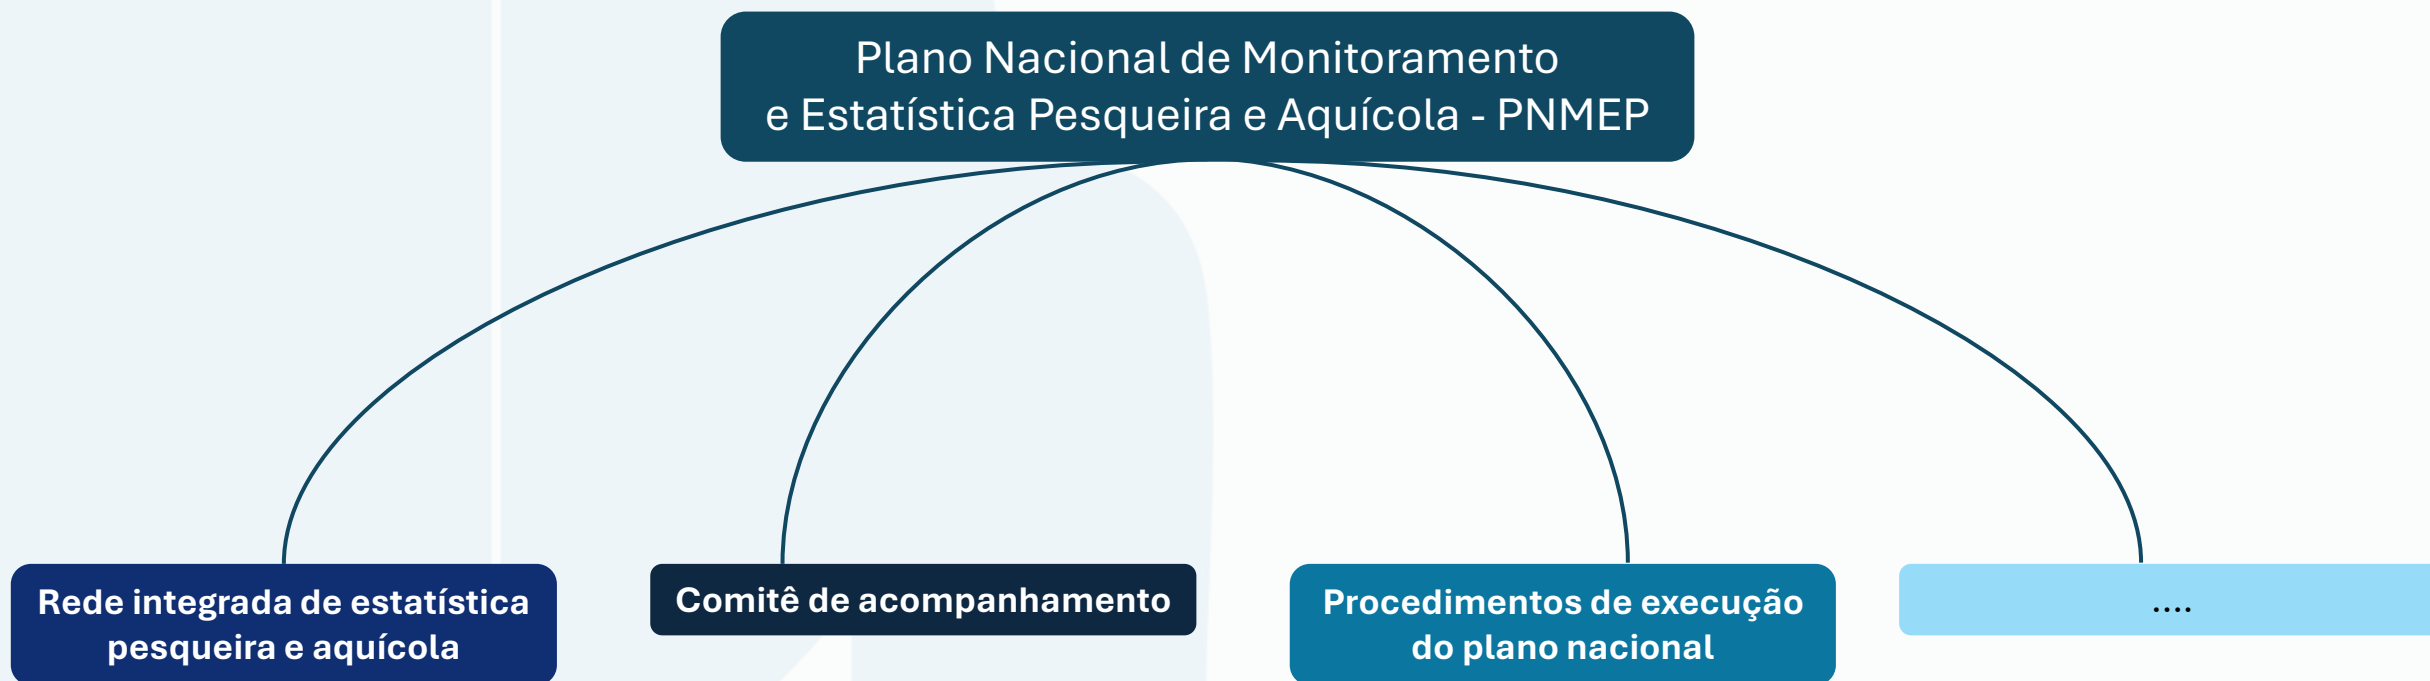 Plano Nacional de Monitoramento
e Estatística Pesqueira e Aquícola - PNMEP
Rede integrada de estatística
pesqueira e aquícola
Comitê de acompanhamento
Procedimentos de execução
do plano nacional
....